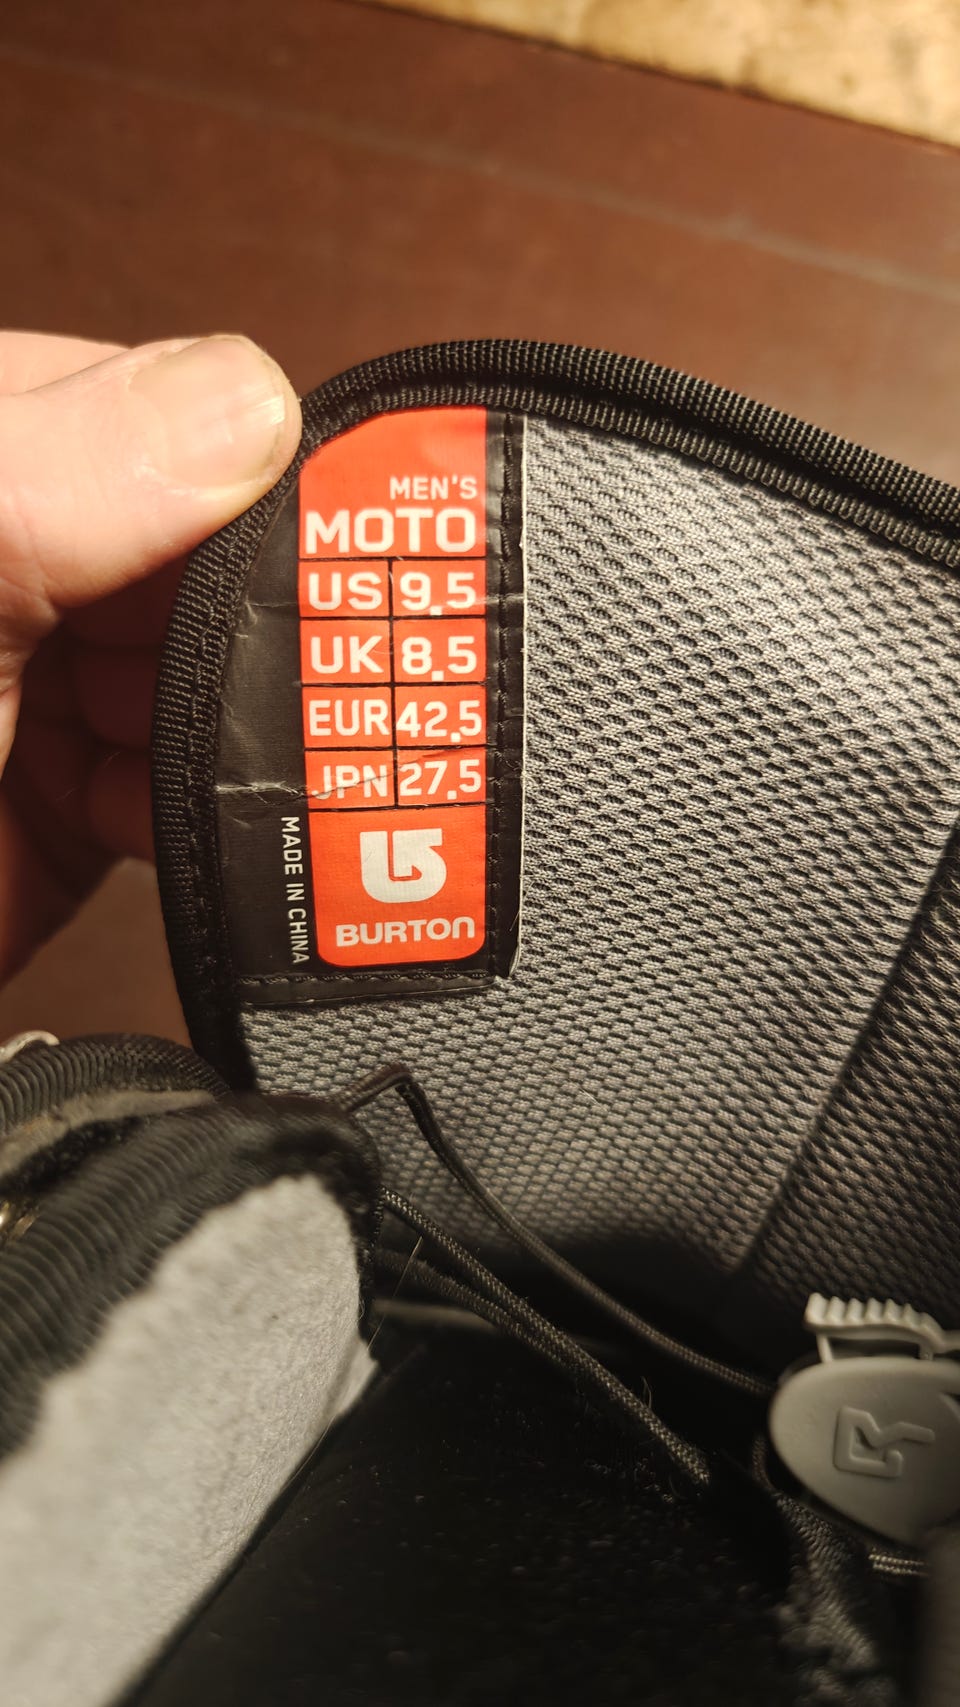 MEN'S
MOTO
US 9.5
UK 8.5
EUR 42.5
JPN 27.5
BURTON
MADE IN CHINA